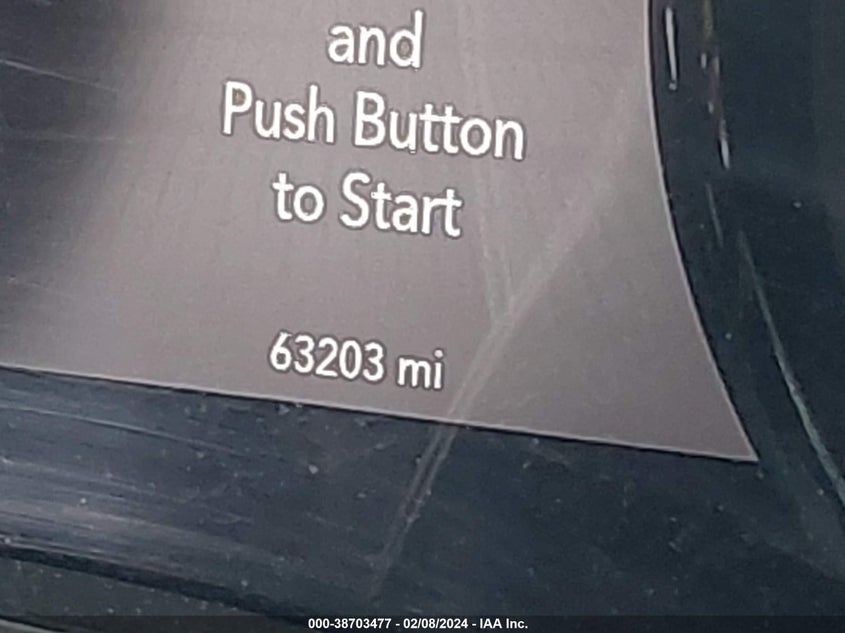 and
Push Button
to Start
63203 mi
000-38703477 - 02/08/2024 - IAA Inc.